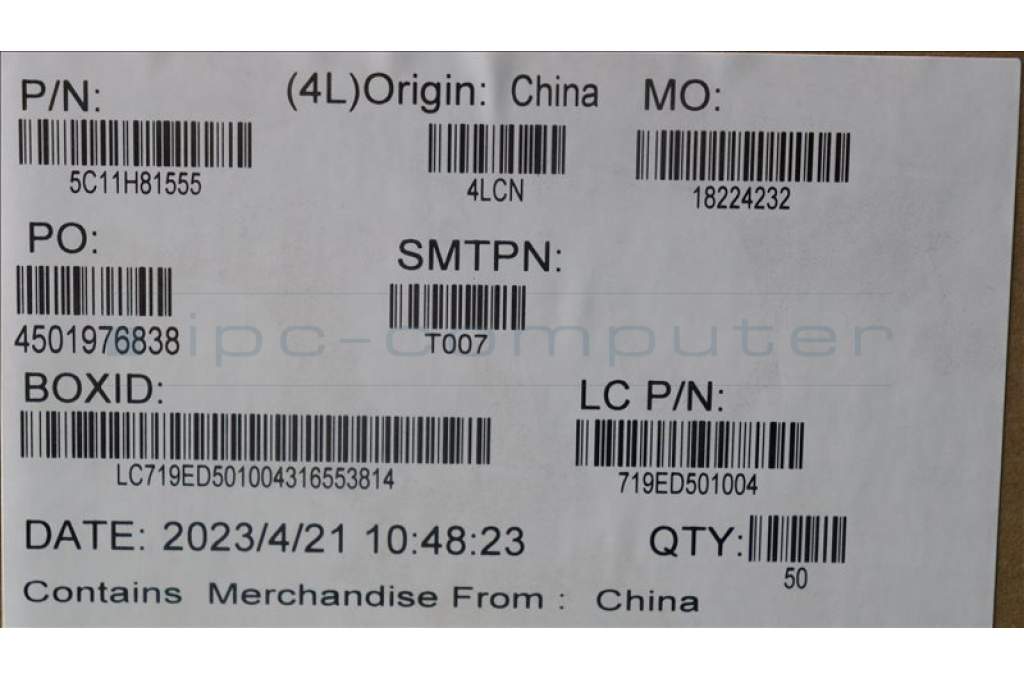 P/N: (4L)Origin: China MO:
5C11H81555 4LCN 18224232
PO: SMTPN:
4501976838 T007
ipc-computer
BOXID: LC P/N:
LC719ED501004316553814 719ED501004
DATE: 2023/4/21 10:48:23 QTY:
50
Contains Merchandise From : China